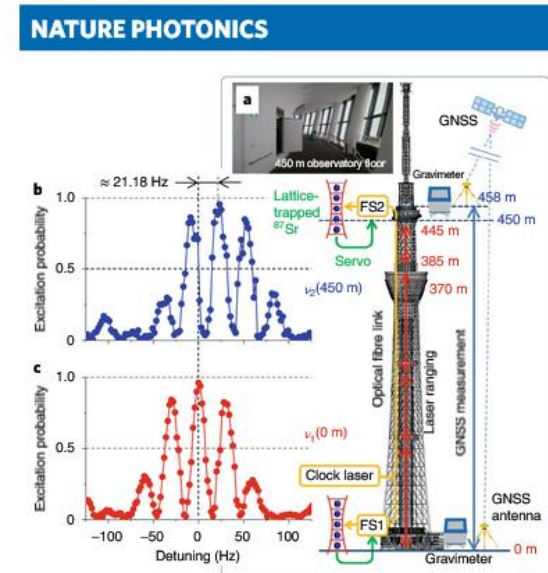 NATURE PHOTONICS
a
450 m observatory floor
GNSS
Gravimeter
458 m
450 m
445 m
385 m
370 m
FS2
Lattice-
trapped
⁸⁷Sr
Servo
≈ 21.18 Hz
b
Excitation probability
1.0
0.5
0
ν₂(450 m)
Optical fibre link
Laser ranging
GNSS measurement
c
Excitation probability
1.0
0.5
0
ν₁(0 m)
Clock laser
FS1
GNSS
antenna
0 m
Gravimeter
–100 –50 0 50 100
Detuning (Hz)